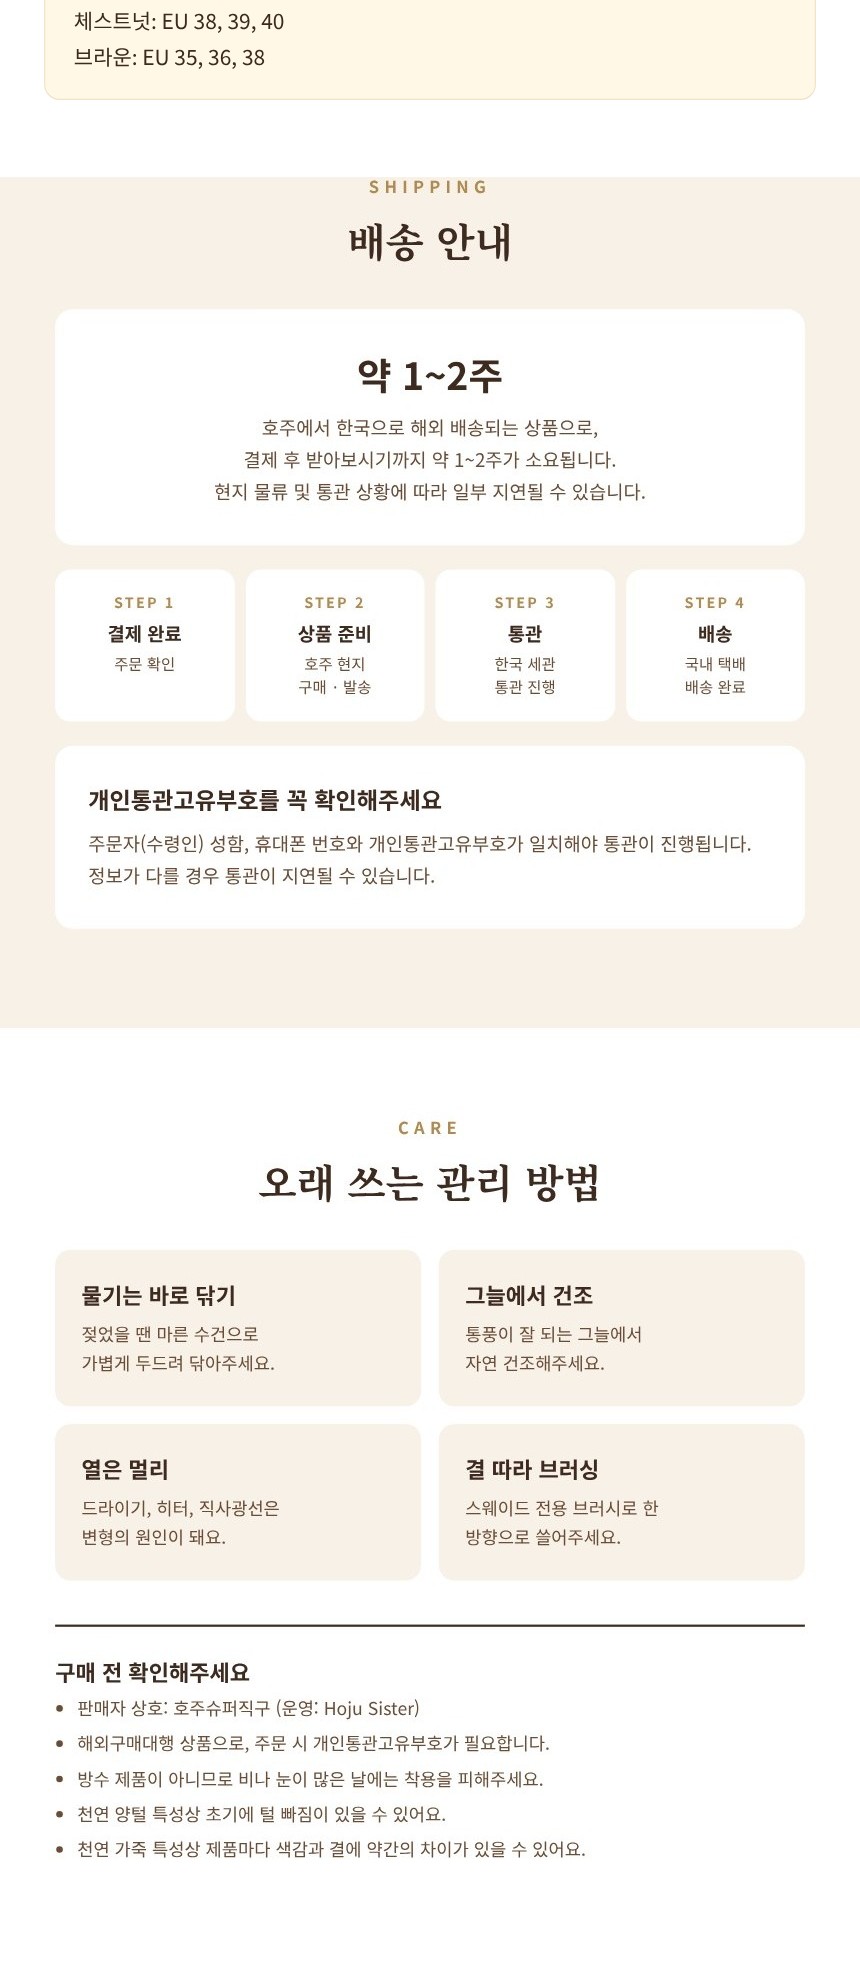 체스트넛: EU 38, 39, 40
브라운: EU 35, 36, 38
SHIPPING
배송 안내
약 1~2주
호주에서 한국으로 해외 배송되는 상품으로,
결제 후 받아보시기까지 약 1~2주가 소요됩니다.
현지 물류 및 통관 상황에 따라 일부 지연될 수 있습니다.
STEP 1
결제 완료
주문 확인
STEP 2
상품 준비
호주 현지
구매 · 발송
STEP 3
통관
한국 세관
통관 진행
STEP 4
배송
국내 택배
배송 완료
개인통관고유부호를 꼭 확인해주세요
주문자(수령인) 성함, 휴대폰 번호와 개인통관고유부호가 일치해야 통관이 진행됩니다.
정보가 다를 경우 통관이 지연될 수 있습니다.
CARE
오래 쓰는 관리 방법
물기는 바로 닦기
젖었을 땐 마른 수건으로
가볍게 두드려 닦아주세요.
그늘에서 건조
통풍이 잘 되는 그늘에서
자연 건조해주세요.
열은 멀리
드라이기, 히터, 직사광선은
변형의 원인이 돼요.
결 따라 브러싱
스웨이드 전용 브러시로 한
방향으로 쓸어주세요.
구매 전 확인해주세요
• 판매자 상호: 호주슈퍼직구 (운영: Hoju Sister)
• 해외구매대행 상품으로, 주문 시 개인통관고유부호가 필요합니다.
• 방수 제품이 아니므로 비나 눈이 많은 날에는 착용을 피해주세요.
• 천연 양털 특성상 초기에 털 빠짐이 있을 수 있어요.
• 천연 가죽 특성상 제품마다 색감과 결에 약간의 차이가 있을 수 있어요.